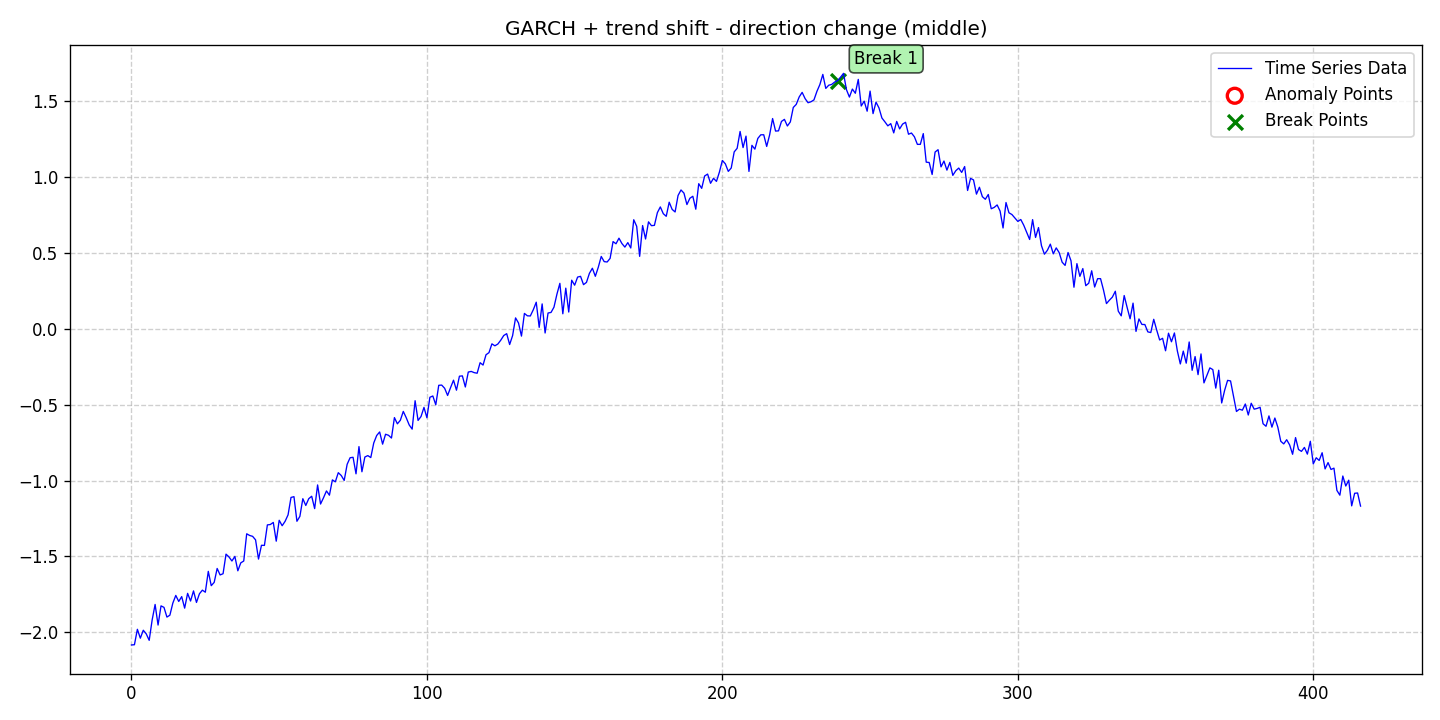 GARCH + trend shift - direction change (middle)
Break 1
Time Series Data
Anomaly Points
Break Points
1.5
1.0
0.5
0.0
−0.5
−1.0
−1.5
−2.0
0 100 200 300 400